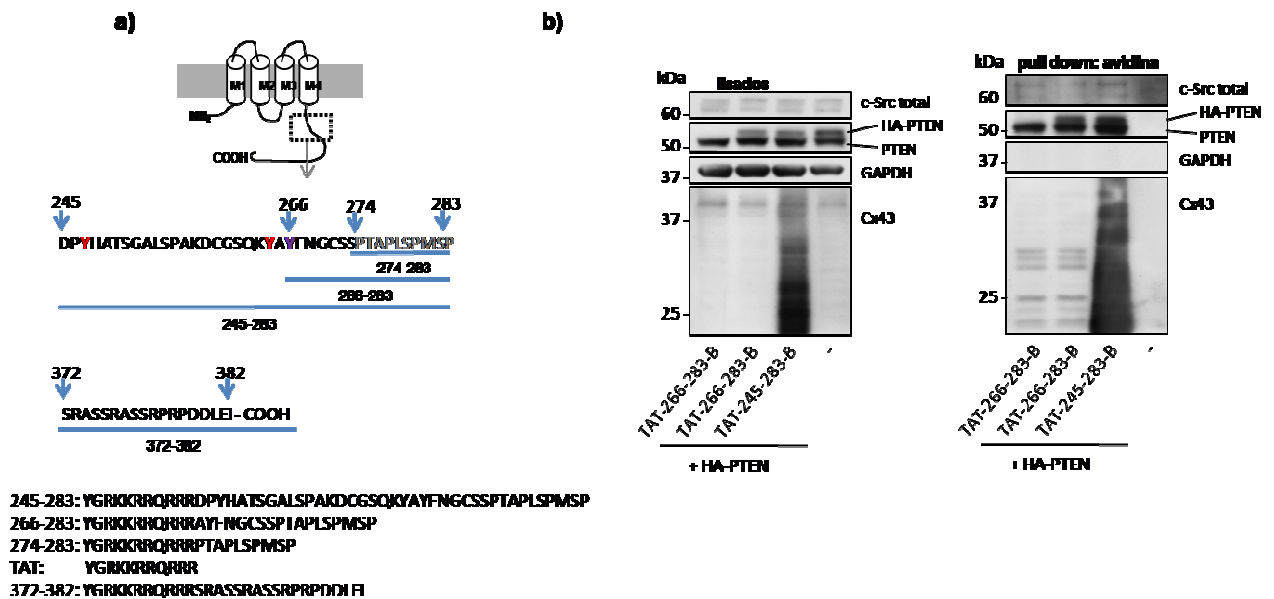 a)
M1 M2 M3 M4
NH₂
COOH
245 266 274 283
DPYHATSGALSPAKDCGSQKYAYFNGCSSPTAPLSPMSP
274-283
266-283
245-283
372 382
SRASSRASSRPRPDDLEI-COOH
372-382
245-283: YGRKKRRQRRRDPYHATSGALSPAKDCGSQKYAYFNGCSSPTAPLSPMSP
266-283: YGRKKRRQRRRAYFNGCSSPTAPLSPMSP
274-283: YGRKKRRQRRRPTAPLSPMSP
TAT: YGRKKRRQRRR
372-382: YGRKKRRQRRRSRASSRASSRPRPDDLEI
b)
kDa
lisados
60
c-Src total
HA-PTEN
50
PTEN
37
GAPDH
37
Cx43
25
TAT-266-283-B
TAT-266-283-B
TAT-245-283-B
-
+ HA-PTEN
kDa
pull down: avidina
60
c-Src total
HA-PTEN
50
PTEN
37
GAPDH
37
Cx43
25
TAT-266-283-B
TAT-266-283-B
TAT-245-283-B
-
+ HA-PTEN